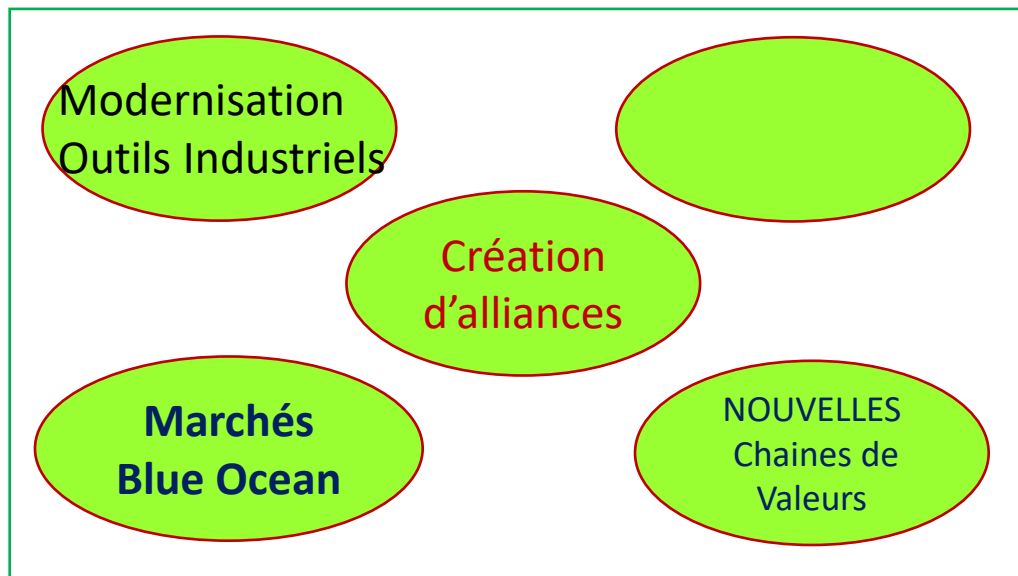 Modernisation
Outils Industriels
Création
d’alliances
Marchés
Blue Ocean
NOUVELLES
Chaines de
Valeurs